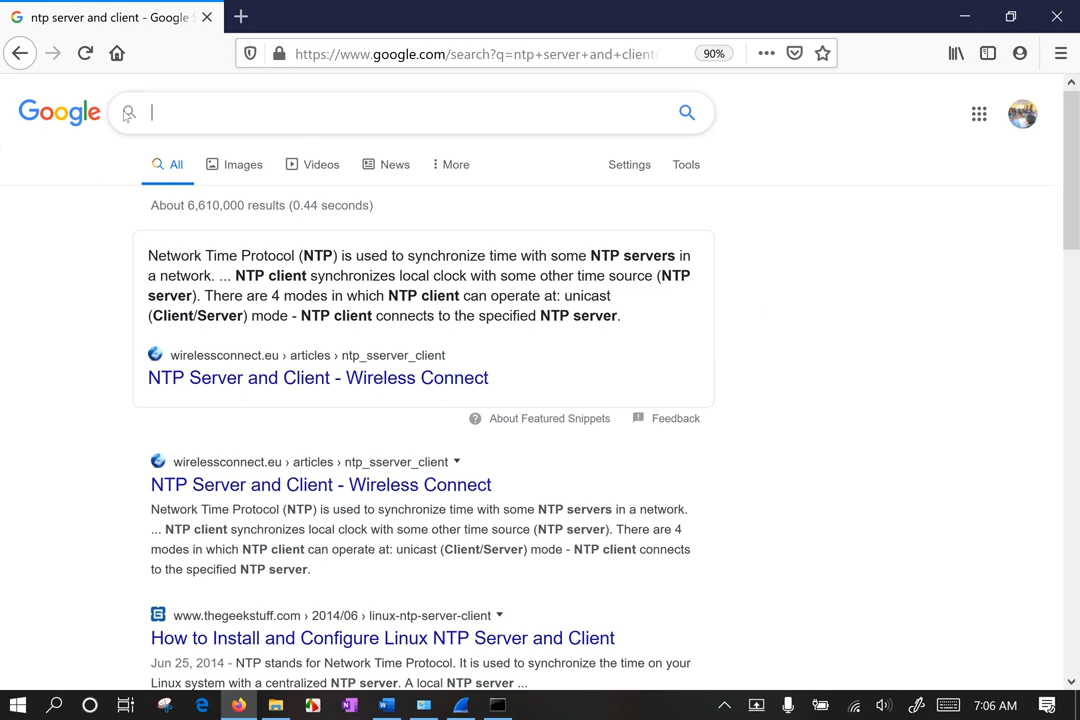 ntp server and client - Google
https://www.google.com/search?q=ntp+server+and+client
90%
Google
All
Images
Videos
News
More
Settings
Tools
About 6,610,000 results (0.44 seconds)
Network Time Protocol (NTP) is used to synchronize time with some NTP servers in
a network. ... NTP client synchronizes local clock with some other time source (NTP
server). There are 4 modes in which NTP client can operate at: unicast
(Client/Server) mode - NTP client connects to the specified NTP server.
wirelessconnect.eu › articles › ntp_sserver_client
NTP Server and Client - Wireless Connect
About Featured Snippets
Feedback
wirelessconnect.eu › articles › ntp_sserver_client
NTP Server and Client - Wireless Connect
Network Time Protocol (NTP) is used to synchronize time with some NTP servers in a network.
... NTP client synchronizes local clock with some other time source (NTP server). There are 4
modes in which NTP client can operate at: unicast (Client/Server) mode - NTP client connects
to the specified NTP server.
www.thegeekstuff.com › 2014/06 › linux-ntp-server-client
How to Install and Configure Linux NTP Server and Client
Jun 25, 2014 - NTP stands for Network Time Protocol. It is used to synchronize the time on your
Linux system with a centralized NTP server. A local NTP server ...
7:06 AM